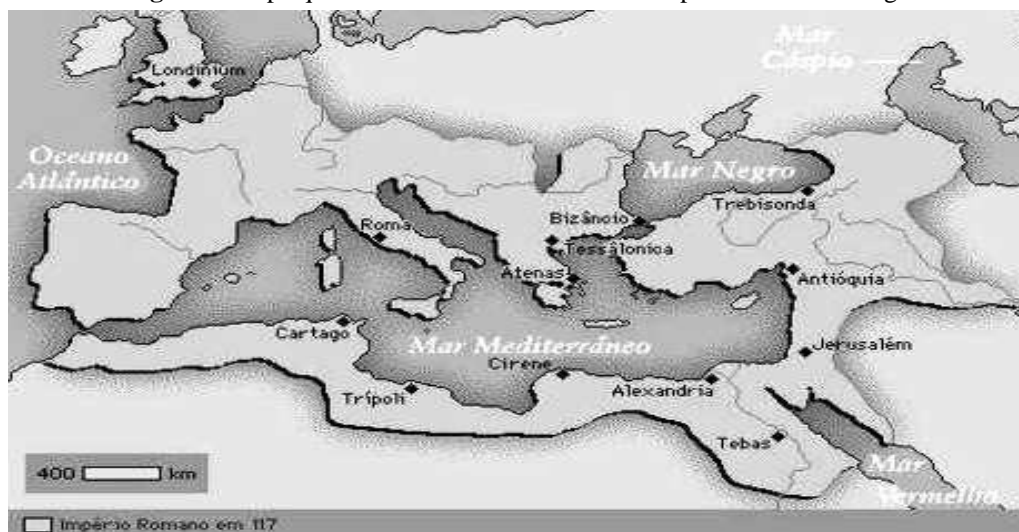 Londinium
Mar
Cáspio
Oceano
Atlântico
Mar Negro
Trebisonda
Bizâncio
Roma
Tessâlonica
Atenas
Antióquia
Cartago
Mar Mediterrâneo
Jerusalém
Cirene
Trípoli
Alexandria
Tebas
Mar
Vermelho
400 km
Império Romano em 117